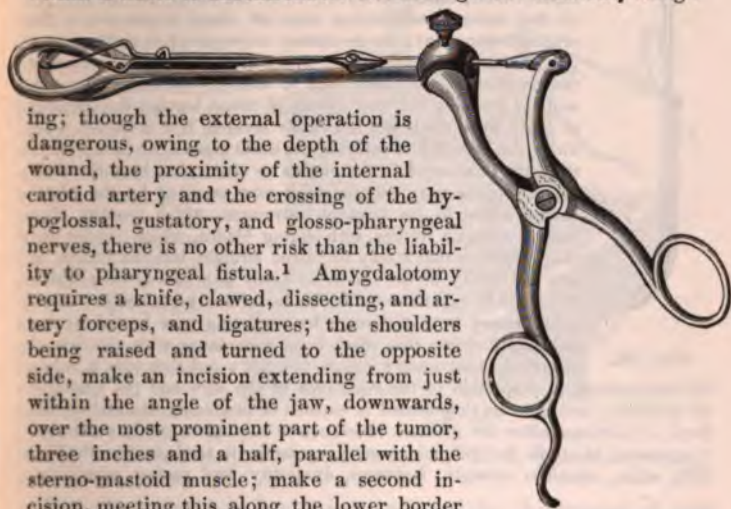 ing; though the external operation is
dangerous, owing to the depth of the
wound, the proximity of the internal
carotid artery and the crossing of the hy-
poglossal, gustatory, and glosso-pharyngeal
nerves, there is no other risk than the liabil-
ity to pharyngeal fistula.¹ Amygdalotomy
requires a knife, clawed, dissecting, and ar-
tery forceps, and ligatures; the shoulders
being raised and turned to the opposite
side, make an incision extending from just
within the angle of the jaw, downwards,
over the most prominent part of the tumor,
three inches and a half, parallel with the
sterno-mastoid muscle; make a second in-
cision, meeting this along the lower border